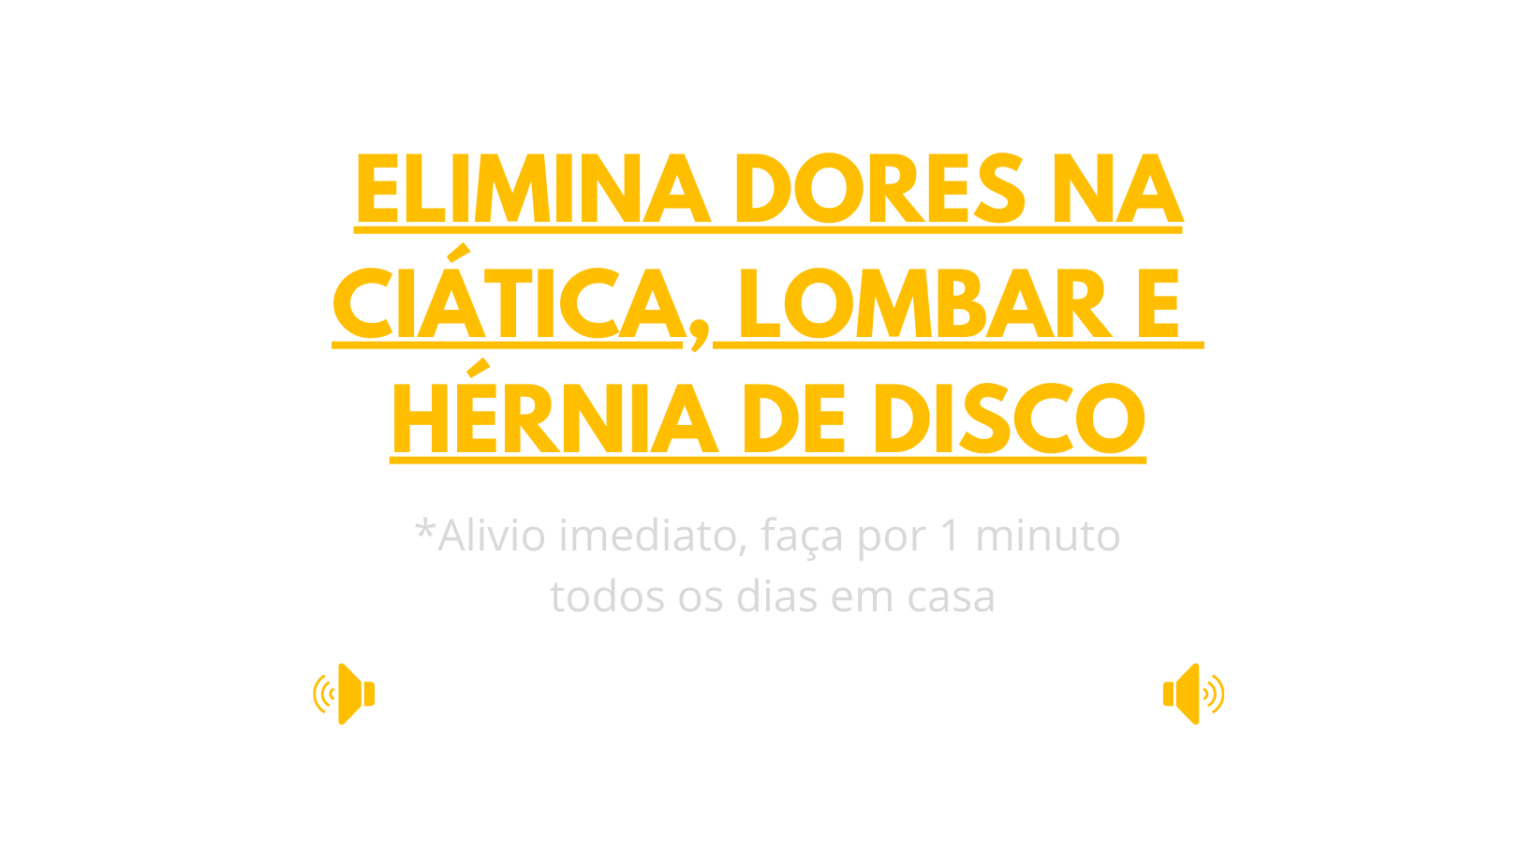 ELIMINA DORES NA
CIÁTICA, LOMBAR E
HÉRNIA DE DISCO
*Alivio imediato, faça por 1 minuto
todos os dias em casa